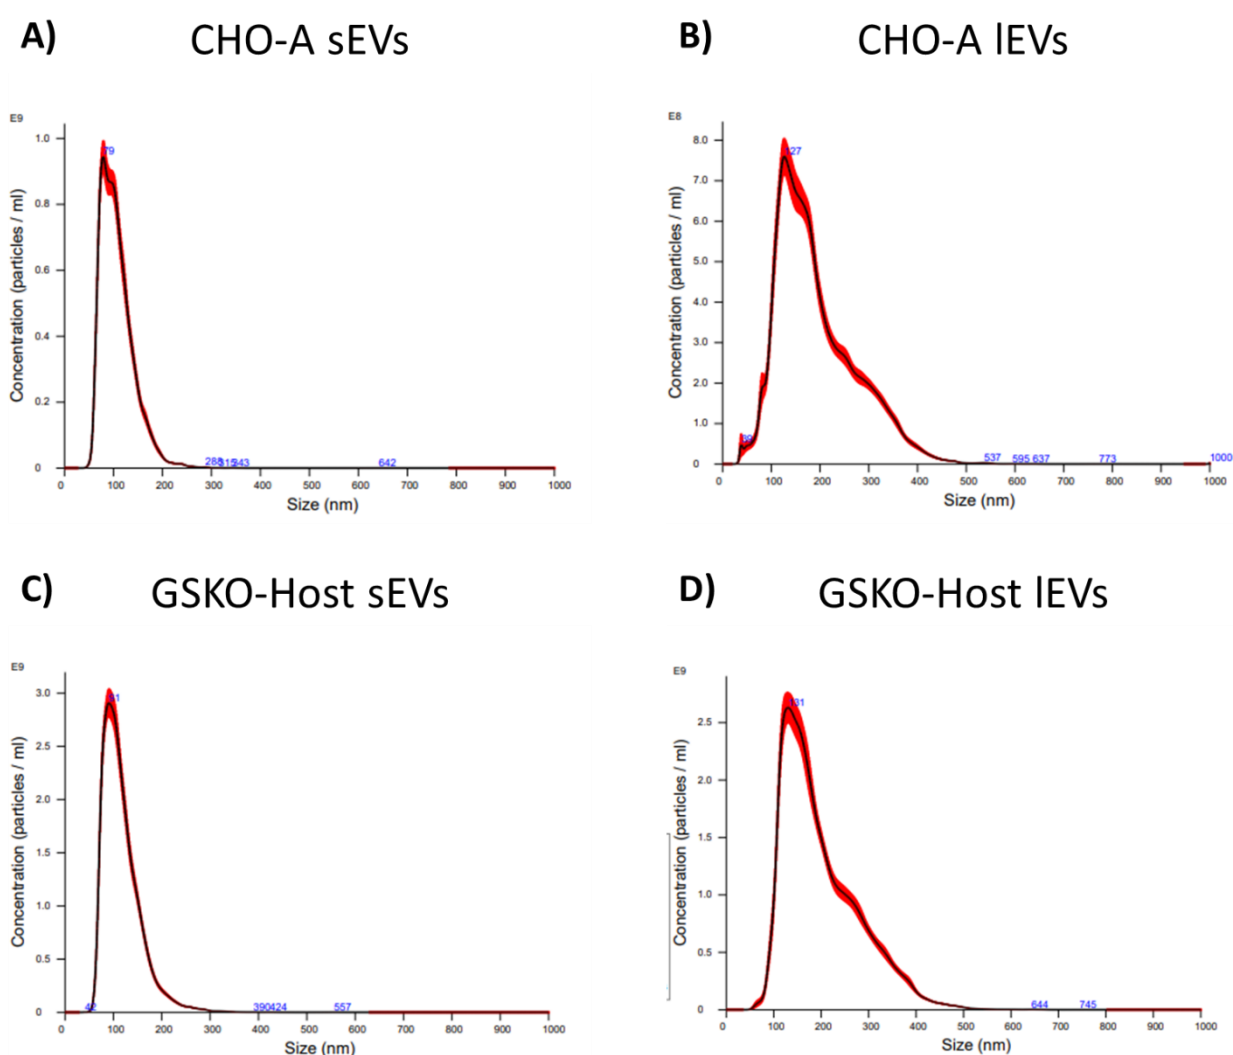 A)
CHO-A sEVs
E9
Concentration (particles / ml)
1.0
0.8
0.6
0.4
0.2
0
79
288
315
343
642
0 100 200 300 400 500 600 700 800 900 1000
Size (nm)
B)
CHO-A lEVs
E8
Concentration (particles / ml)
8.0
7.0
6.0
5.0
4.0
3.0
2.0
1.0
0
127
39
537 595 637 773 1000
0 100 200 300 400 500 600 700 800 900 1000
Size (nm)
C)
GSKO-Host sEVs
E9
Concentration (particles / ml)
3.0
2.5
2.0
1.5
1.0
0.5
0
91
42
390 424 557
0 100 200 300 400 500 600 700 800 900 1000
Size (nm)
D)
GSKO-Host lEVs
E9
Concentration (particles / ml)
2.5
2.0
1.5
1.0
0.5
0
131
644 745
0 100 200 300 400 500 600 700 800 900 1000
Size (nm)